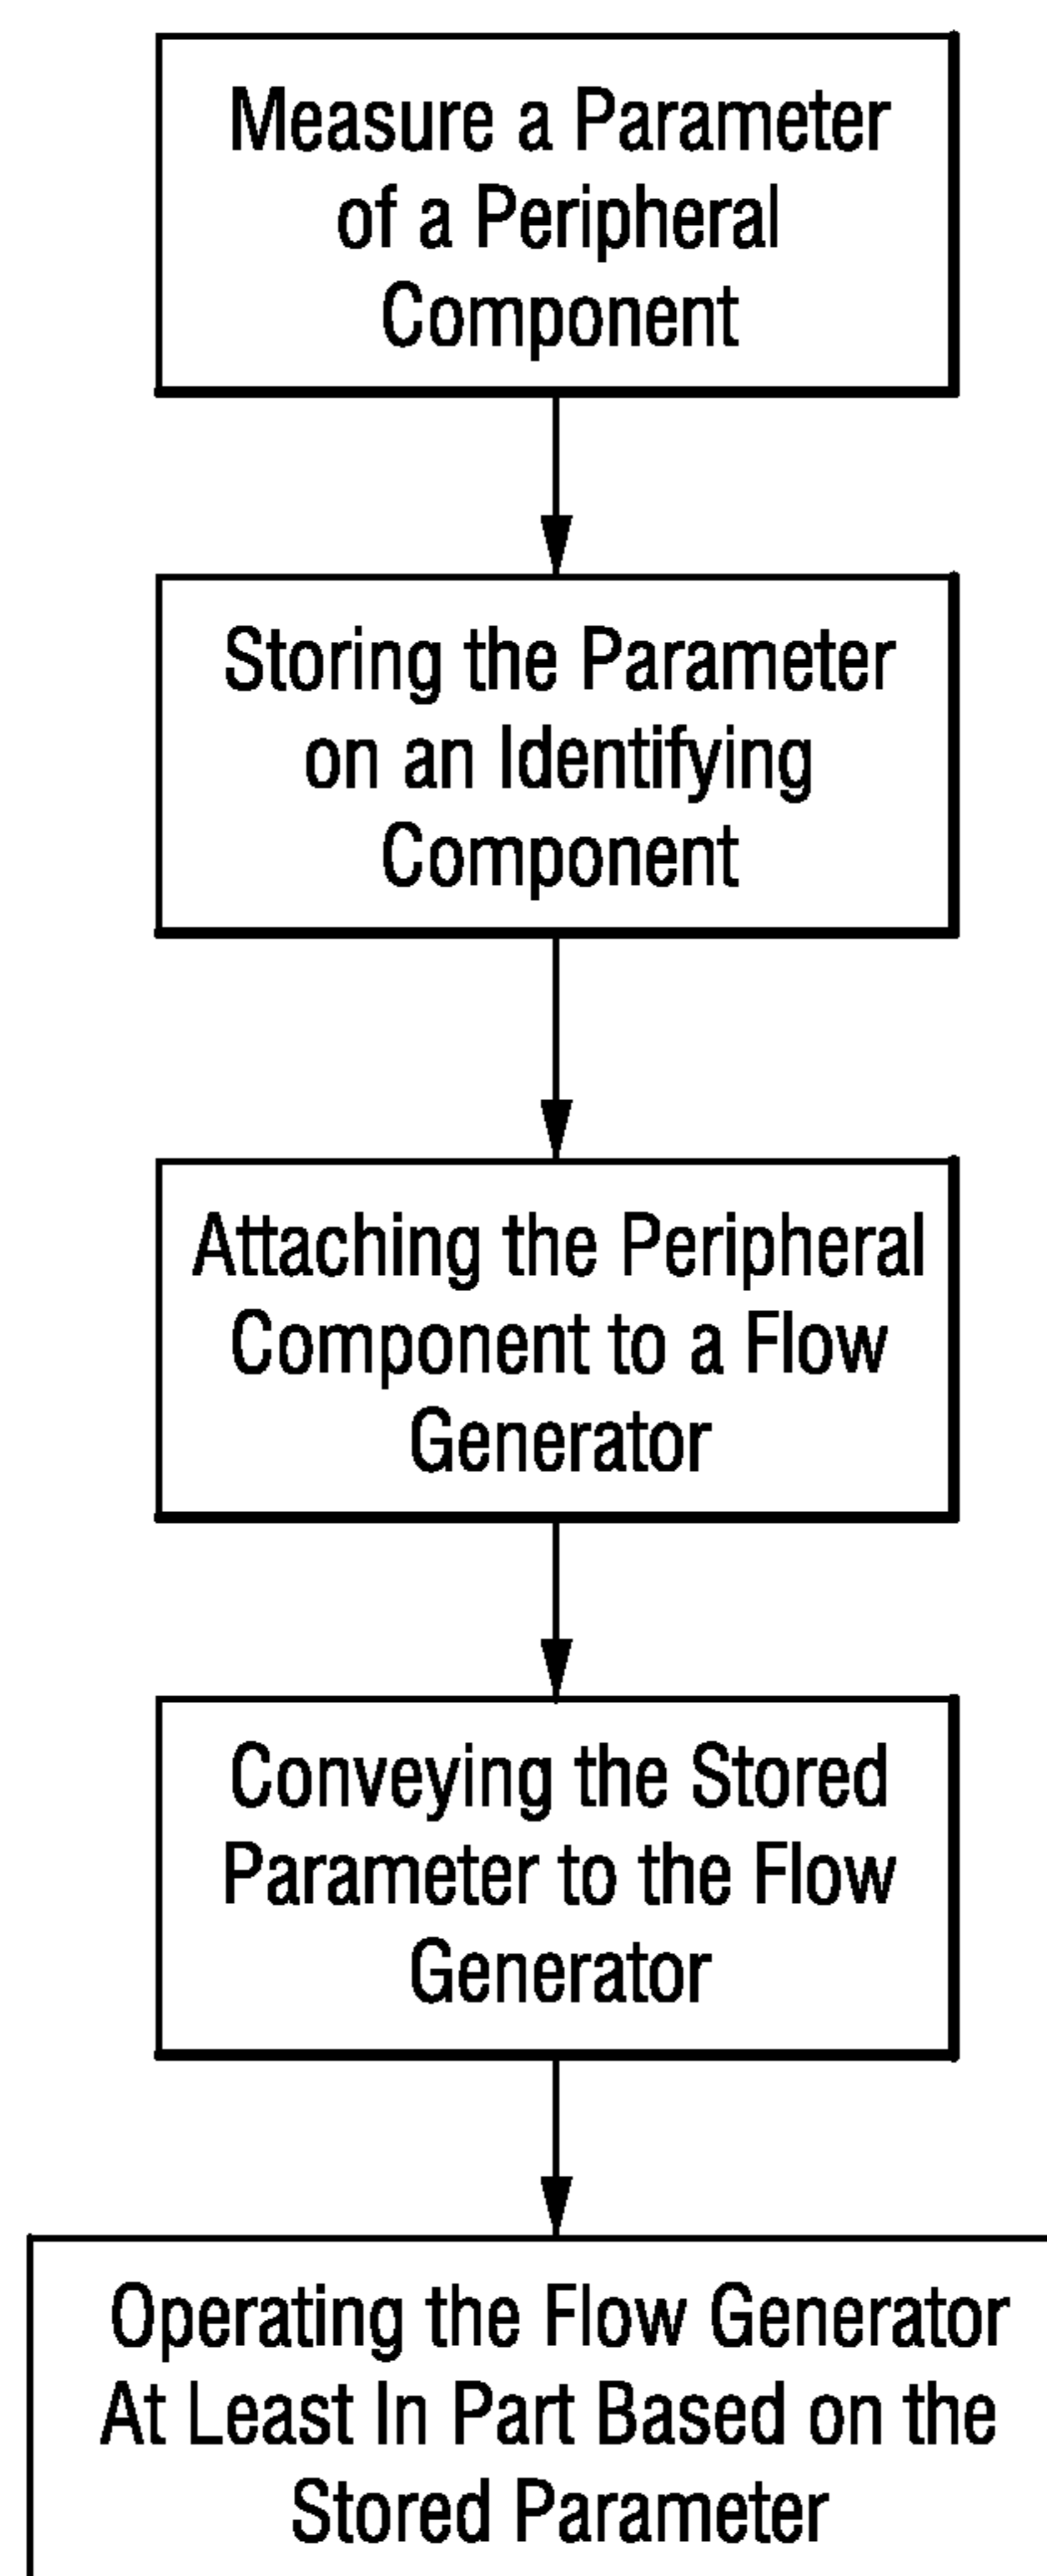 Measure a Parameter
of a Peripheral
Component
Storing the Parameter
on an Identifying
Component
Attaching the Peripheral
Component to a Flow
Generator
Conveying the Stored
Parameter to the Flow
Generator
Operating the Flow Generator
At Least In Part Based on the
Stored Parameter